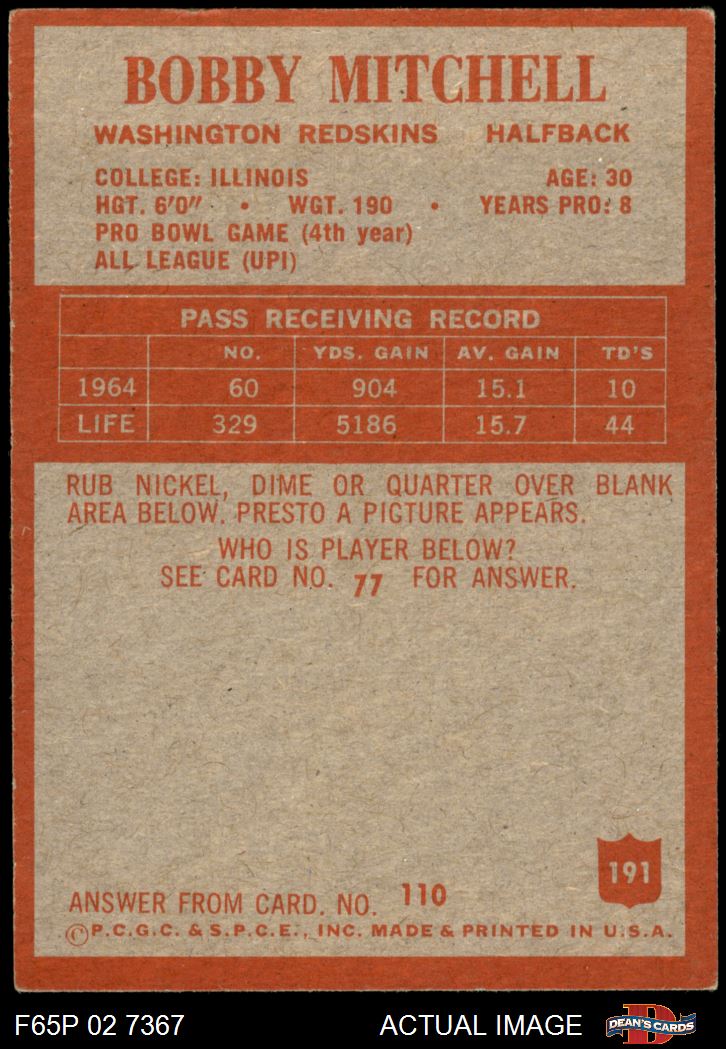 BOBBY MITCHELL
WASHINGTON REDSKINS HALFBACK
COLLEGE: ILLINOIS AGE: 30
HGT. 6'0" • WGT. 190 • YEARS PRO: 8
PRO BOWL GAME (4th year)
ALL LEAGUE (UPI)
PASS RECEIVING RECORD
NO. YDS. GAIN AV. GAIN TD'S
1964 60 904 15.1 10
LIFE 329 5186 15.7 44
RUB NICKEL, DIME OR QUARTER OVER BLANK
AREA BELOW. PRESTO A PICTURE APPEARS.
WHO IS PLAYER BELOW?
SEE CARD NO. 77 FOR ANSWER.
191
ANSWER FROM CARD. NO. 110
©P.C.G.C. & S.P.C.E., INC. MADE & PRINTED IN U.S.A.
F65P 02 7367 ACTUAL IMAGE DEAN'S CARDS